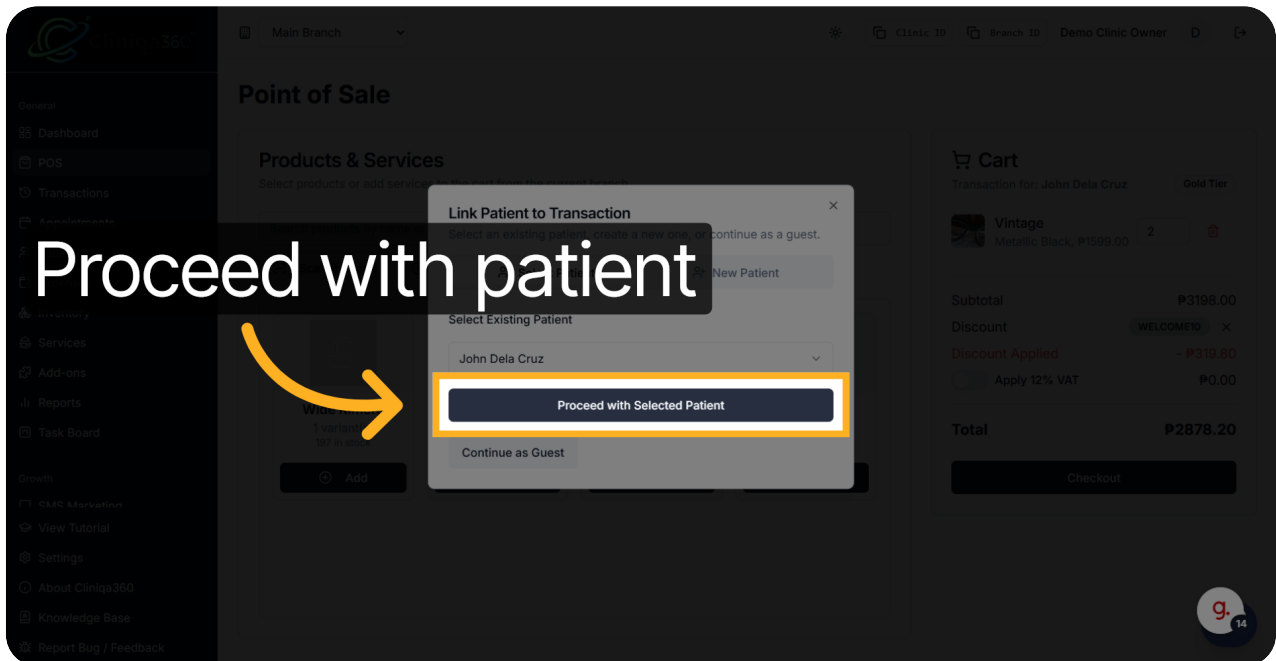 Cliniqa360
Main Branch
Clinic ID
Branch ID
Demo Clinic Owner
D
General
Dashboard
POS
Transactions
Appointments
Inventory
Services
Add-ons
Reports
Task Board
Growth
SMS Marketing
View Tutorial
Settings
About Cliniqa360
Knowledge Base
Report Bug / Feedback
Point of Sale
Products & Services
Select products or add services to the cart from the current branch.
Proceed with patient
1 variant
197 in stock
Add
Link Patient to Transaction
Select an existing patient, create a new one, or continue as a guest.
New Patient
Select Existing Patient
John Dela Cruz
Proceed with Selected Patient
Continue as Guest
Cart
Transaction for: John Dela Cruz
Gold Tier
Vintage
Metallic Black, ₱1599.00
2
Subtotal
₱3198.00
Discount
WELCOME10
Discount Applied
- ₱319.80
Apply 12% VAT
₱0.00
Total
₱2878.20
Checkout
g.
14